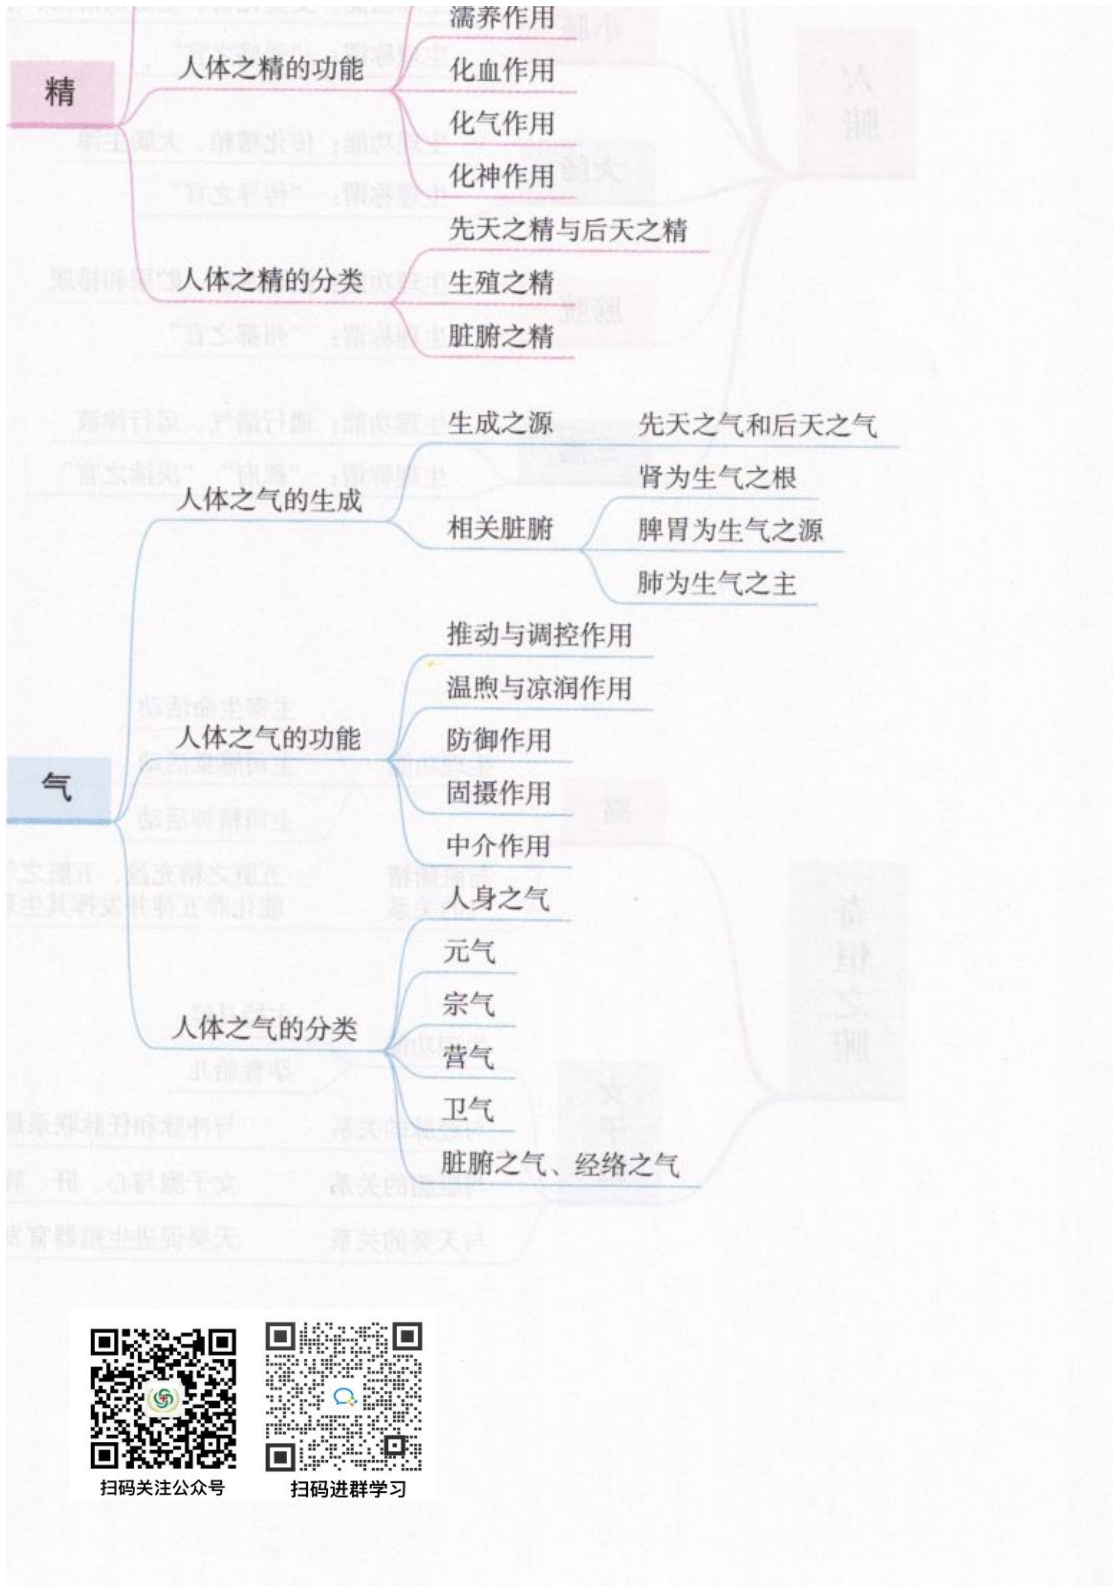 濡养作用
精
人体之精的功能
化血作用
化气作用
化神作用
先天之精与后天之精
人体之精的分类
生殖之精
脏腑之精
生成之源
先天之气和后天之气
人体之气的生成
肾为生气之根
相关脏腑
脾胃为生气之源
肺为生气之主
推动与调控作用
温煦与凉润作用
人体之气的功能
防御作用
气
固摄作用
中介作用
人身之气
元气
宗气
人体之气的分类
营气
卫气
脏腑之气、经络之气
扫码关注公众号
扫码进群学习